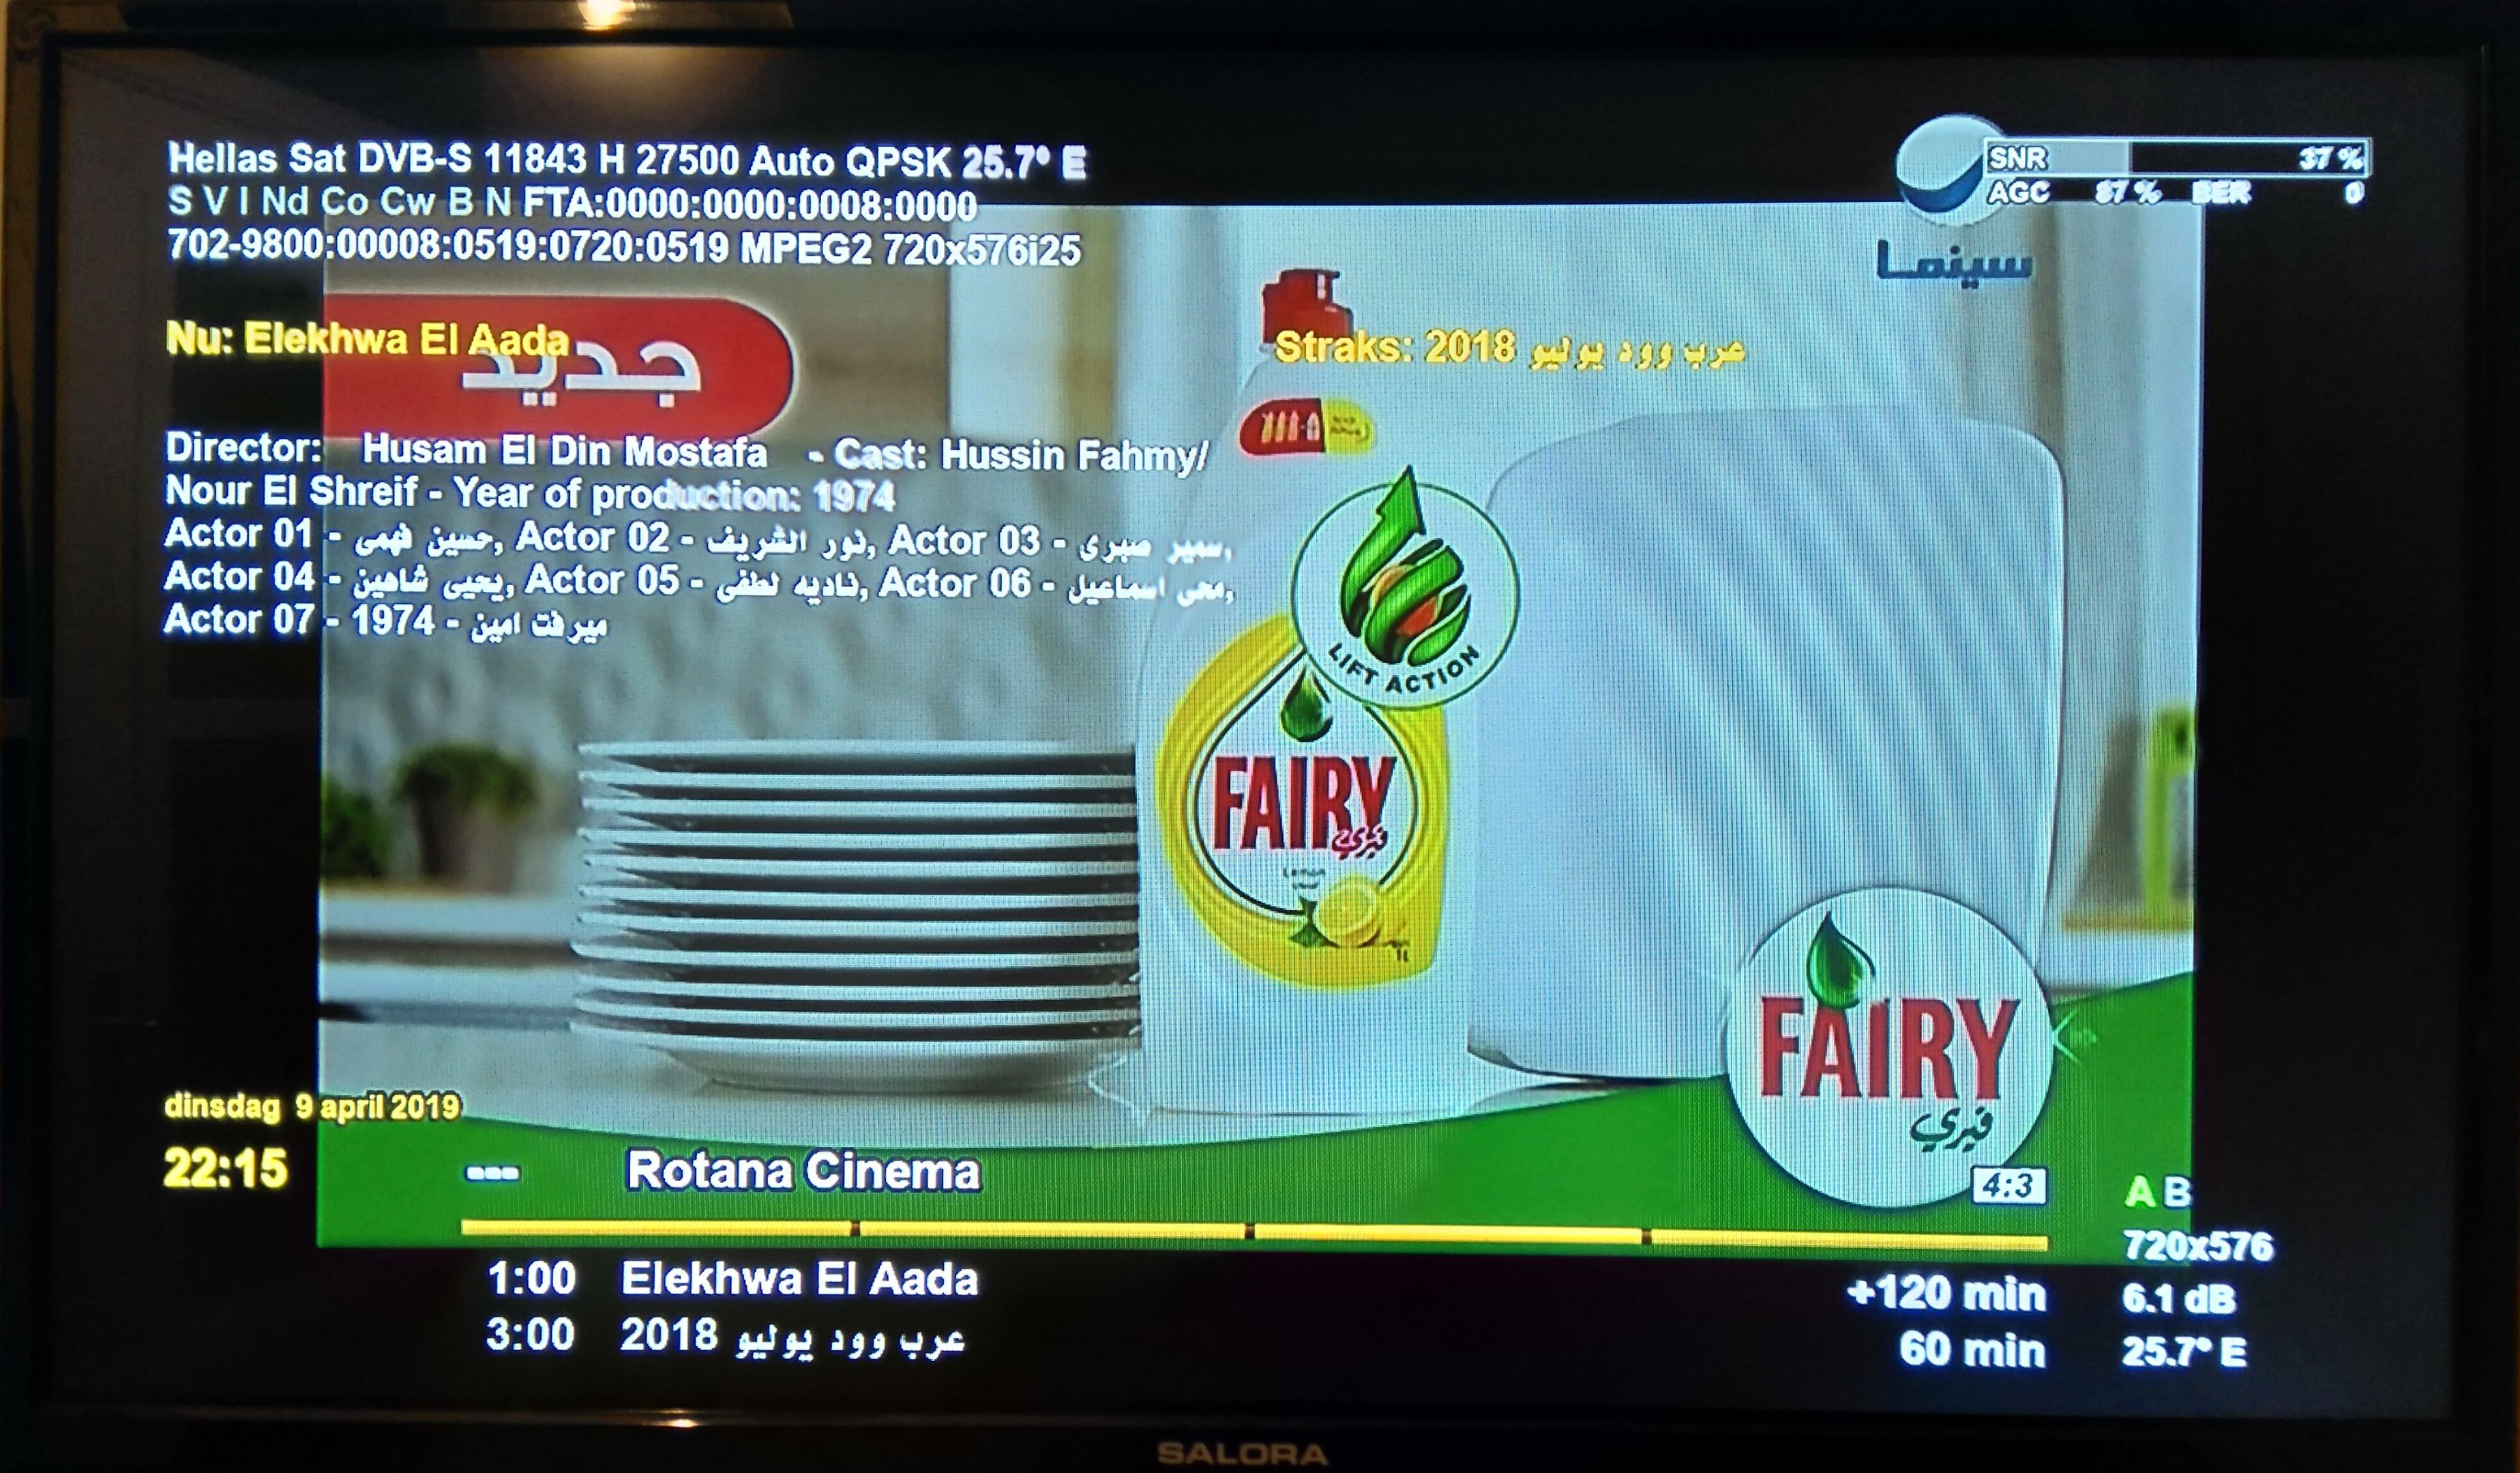 Hellas Sat DVB-S 11843 H 27500 Auto QPSK 25.7° E
S V I Nd Co Cw B N FTA:0000:0000:0008:0000
702-9800:00008:0519:0720:0519 MPEG2 720x576i25
SNR 37 %
AGC 87 % BER 0
سينما
Nu: Elekhwa El Aada
جديد
Straks: 2018 عرب وود يوليو
Director: Husam El Din Mostafa - Cast: Hussin Fahmy/
Nour El Shreif - Year of production: 1974
Actor 01 - حسين فهمى, Actor 02 - نور الشريف, Actor 03 - سمير صبرى,
Actor 04 - يحيى شاهين, Actor 05 - ناديه لطفى, Actor 06 - محى اسماعيل,
Actor 07 - 1974 - ميرفت امين
LIFT ACTION
FAIRY
فيري
Lemon
FAIRY
فيري
dinsdag 9 april 2019
22:15 --- Rotana Cinema
4:3
A B
720x576
1:00 Elekhwa El Aada +120 min 6.1 dB
3:00 2018 عرب وود يوليو 60 min 25.7° E
SALORA